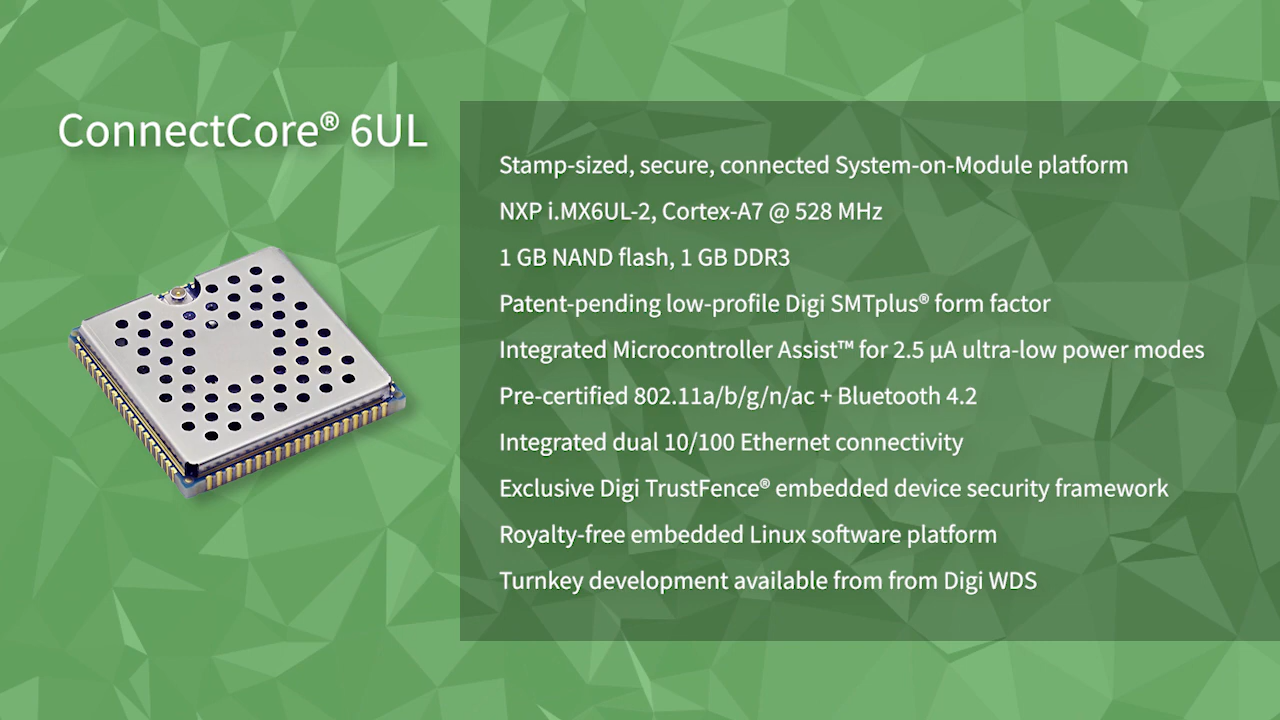 ConnectCore® 6UL
Stamp-sized, secure, connected System-on-Module platform
NXP i.MX6UL-2, Cortex-A7 @ 528 MHz
1 GB NAND flash, 1 GB DDR3
Patent-pending low-profile Digi SMTplus® form factor
Integrated Microcontroller Assist™ for 2.5 µA ultra-low power modes
Pre-certified 802.11a/b/g/n/ac + Bluetooth 4.2
Integrated dual 10/100 Ethernet connectivity
Exclusive Digi TrustFence® embedded device security framework
Royalty-free embedded Linux software platform
Turnkey development available from from Digi WDS